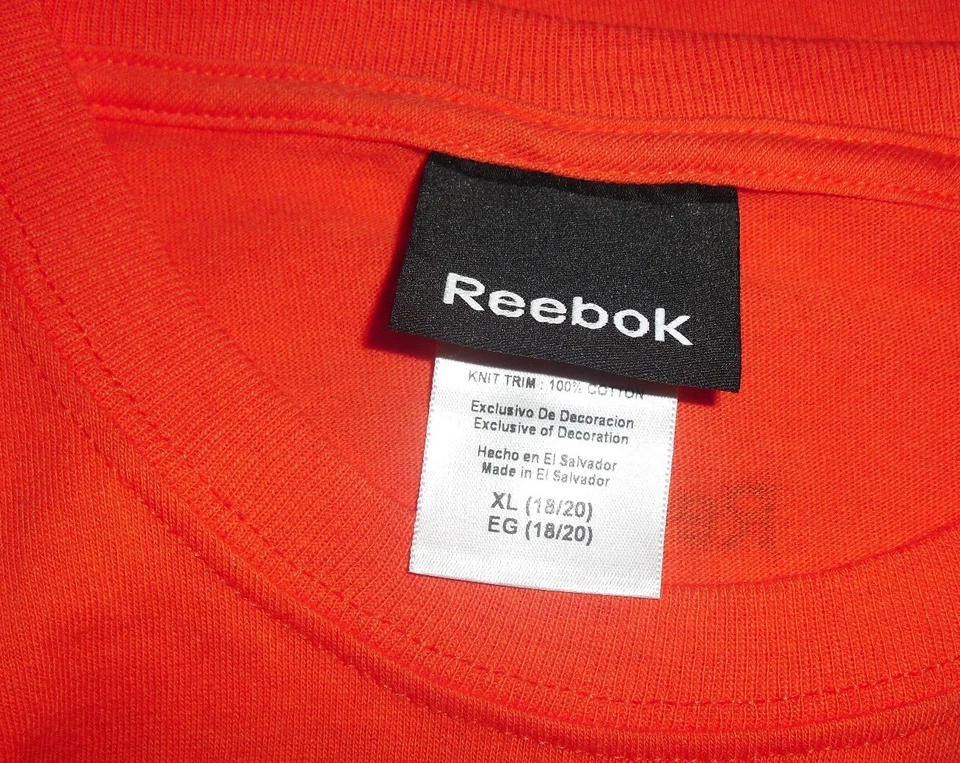 Reebok
KNIT TRIM : 100% COTTON
Exclusivo De Decoracion
Exclusive of Decoration
Hecho en El Salvador
Made in El Salvador
XL (18/20)
EG (18/20)